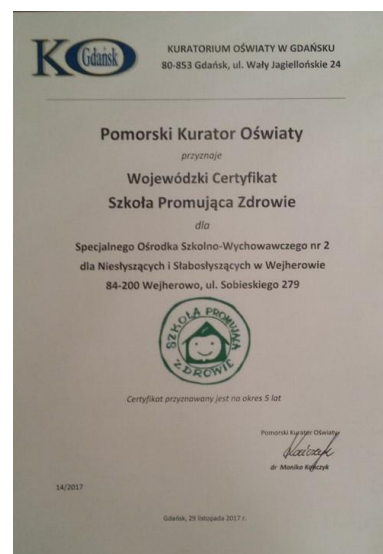 KO Gdańsk
KURATORIUM OŚWIATY W GDAŃSKU
80-853 Gdańsk, ul. Wały Jagiellońskie 24
Pomorski Kurator Oświaty
przyznaje
Wojewódzki Certyfikat
Szkoła Promująca Zdrowie
dla
Specjalnego Ośrodka Szkolno-Wychowawczego nr 2
dla Niesłyszących i Słabosłyszących w Wejherowie
84-200 Wejherowo, ul. Sobieskiego 279
SZKOŁA PROMUJĄCA
ZDROWIE
Certyfikat przyznawany jest na okres 5 lat
Pomorski Kurator Oświaty
dr Monika Kończyk
14/2017
Gdańsk, 29 listopada 2017 r.